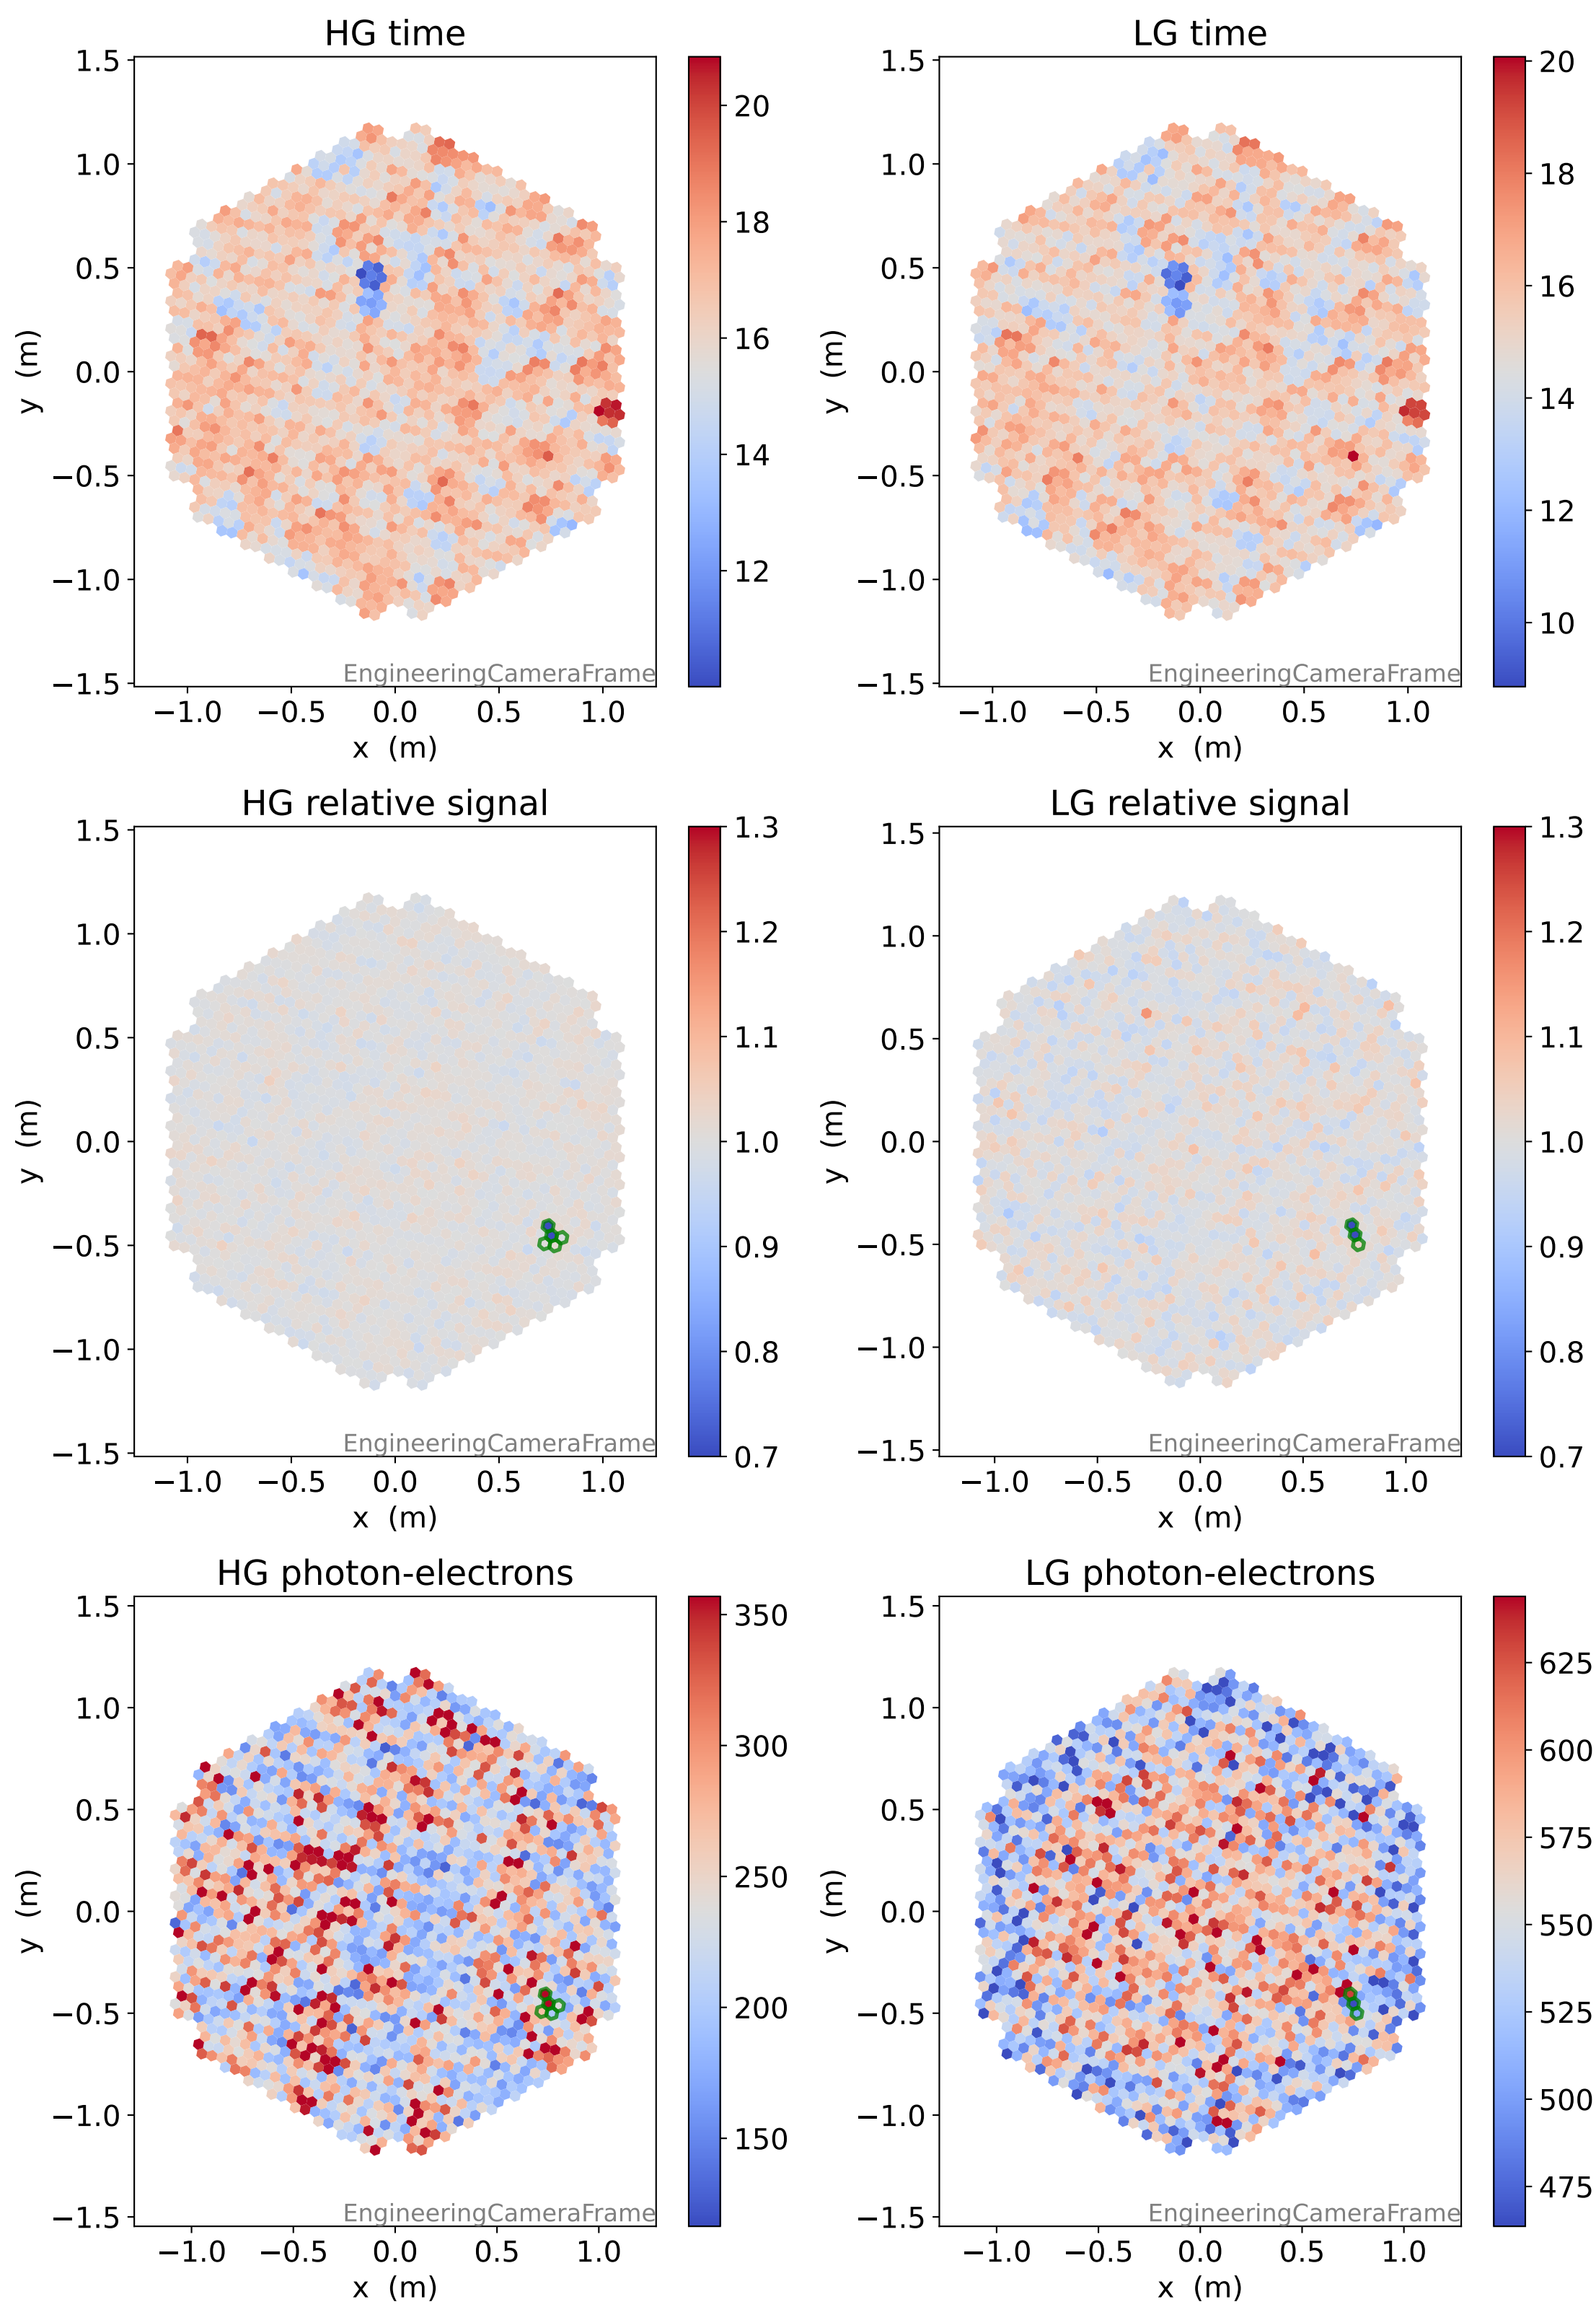 HG time
1.5
1.0
0.5
0.0
−0.5
−1.0
−1.5
y (m)
−1.0 −0.5 0.0 0.5 1.0
x (m)
EngineeringCameraFrame
20
18
16
14
12
LG time
1.5
1.0
0.5
0.0
−0.5
−1.0
−1.5
y (m)
−1.0 −0.5 0.0 0.5 1.0
x (m)
EngineeringCameraFrame
20
18
16
14
12
10
HG relative signal
1.5
1.0
0.5
0.0
−0.5
−1.0
−1.5
y (m)
−1.0 −0.5 0.0 0.5 1.0
x (m)
EngineeringCameraFrame
1.3
1.2
1.1
1.0
0.9
0.8
0.7
LG relative signal
1.5
1.0
0.5
0.0
−0.5
−1.0
−1.5
y (m)
−1.0 −0.5 0.0 0.5 1.0
x (m)
EngineeringCameraFrame
1.3
1.2
1.1
1.0
0.9
0.8
0.7
HG photon-electrons
1.5
1.0
0.5
0.0
−0.5
−1.0
−1.5
y (m)
−1.0 −0.5 0.0 0.5 1.0
x (m)
EngineeringCameraFrame
350
300
250
200
150
LG photon-electrons
1.5
1.0
0.5
0.0
−0.5
−1.0
−1.5
y (m)
−1.0 −0.5 0.0 0.5 1.0
x (m)
EngineeringCameraFrame
625
600
575
550
525
500
475